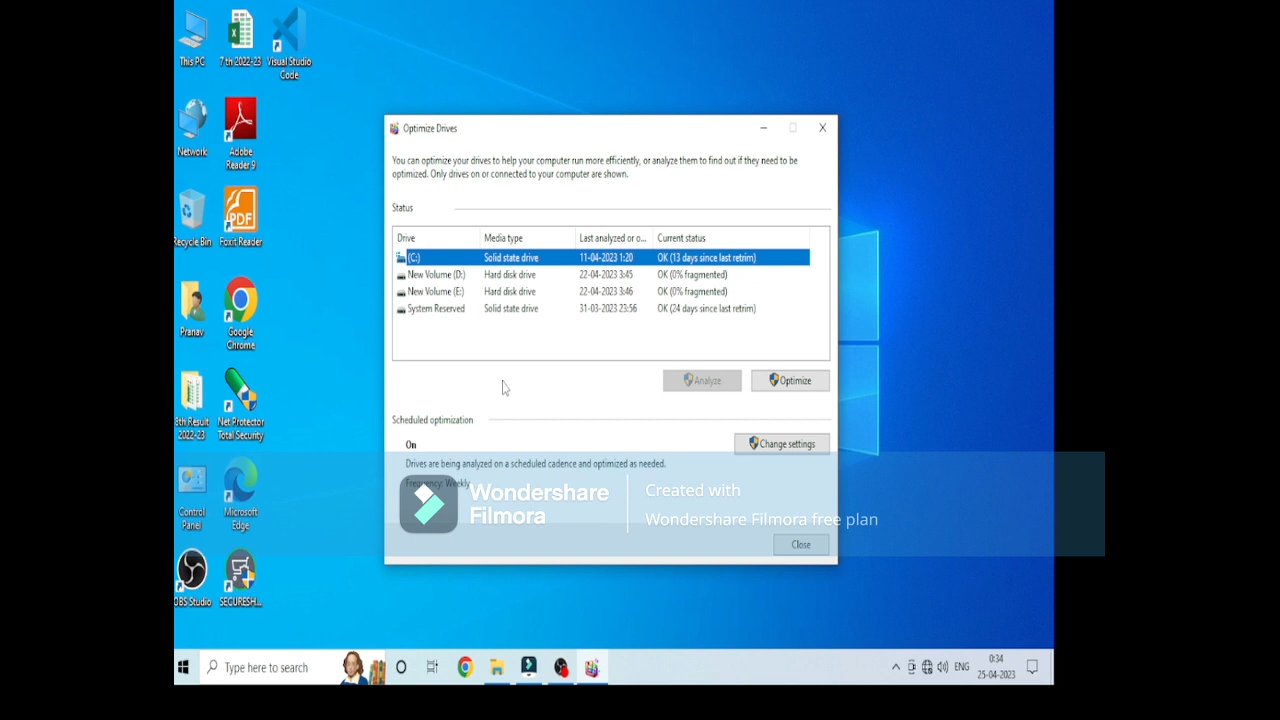 This PC
7 th 2022-23
Visual Studio
Code
Network
Adobe
Reader 9
Recycle Bin
Foxit Reader
Pranav
Google
Chrome
8th Result
2022-23
Net Protector
Total Security
Control
Panel
Microsoft
Edge
OBS Studio
SECURESH...
Optimize Drives
You can optimize your drives to help your computer run more efficiently, or analyze them to find out if they need to be
optimized. Only drives on or connected to your computer are shown.
Status
Drive Media type Last analyzed or o... Current status
(C:) Solid state drive 11-04-2023 1:20 OK (13 days since last retrim)
New Volume (D:) Hard disk drive 22-04-2023 3:45 OK (0% fragmented)
New Volume (E:) Hard disk drive 22-04-2023 3:46 OK (0% fragmented)
System Reserved Solid state drive 31-03-2023 23:56 OK (24 days since last retrim)
Analyze Optimize
Scheduled optimization
On
Change settings
Drives are being analyzed on a scheduled cadence and optimized as needed.
Frequency: Weekly
Wondershare
Filmora
Created with
Wondershare Filmora free plan
Close
PDF
Type here to search
ENG
0:34
25-04-2023